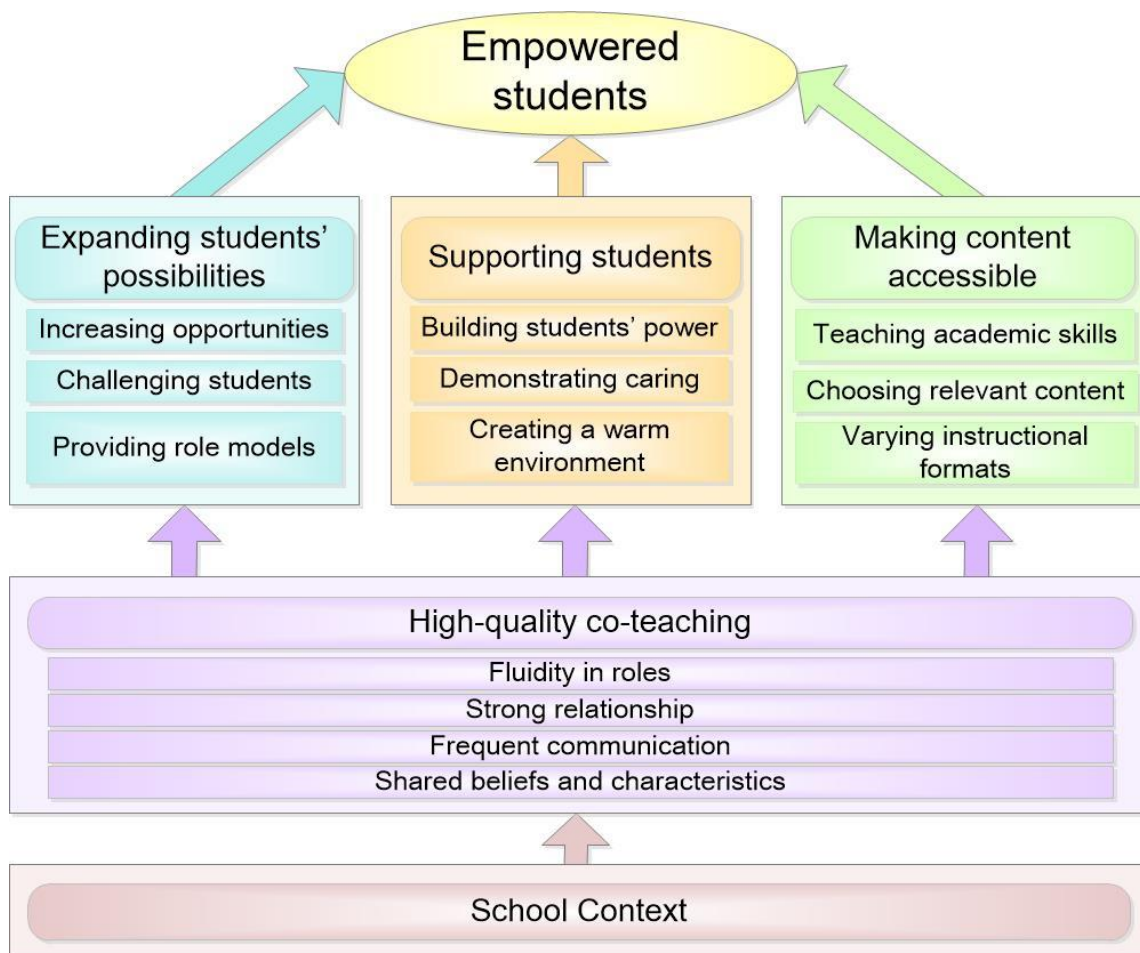 Empowered
students
Expanding students’
possibilities
Increasing opportunities
Challenging students
Providing role models
Supporting students
Building students’ power
Demonstrating caring
Creating a warm
environment
Making content
accessible
Teaching academic skills
Choosing relevant content
Varying instructional
formats
High-quality co-teaching
Fluidity in roles
Strong relationship
Frequent communication
Shared beliefs and characteristics
School Context